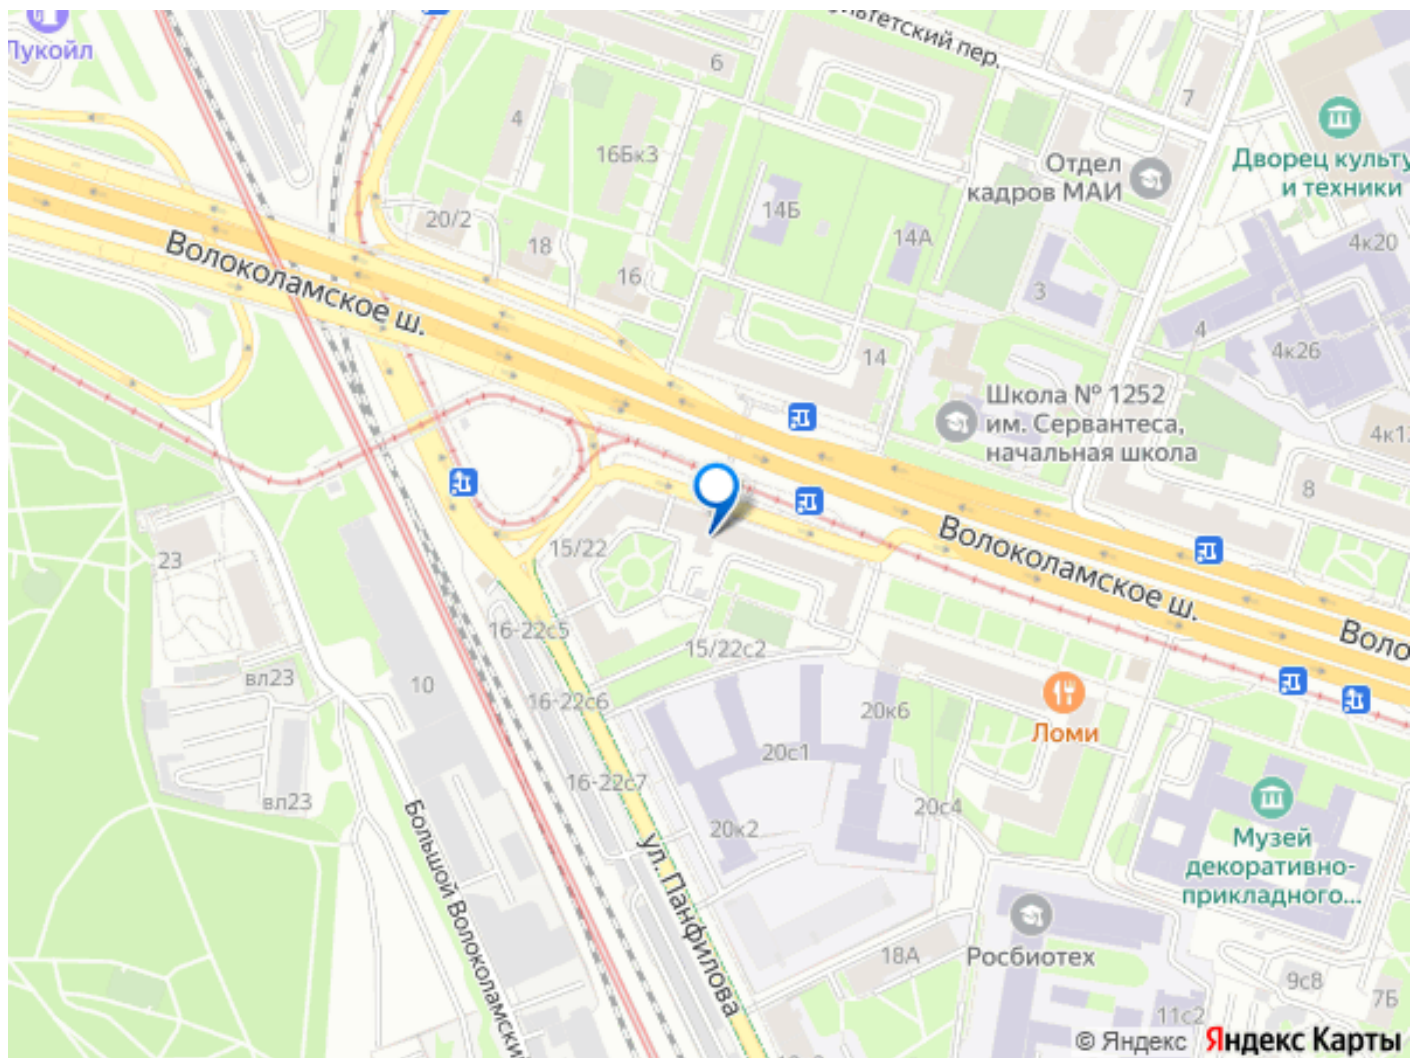 Лукойл
6
4
7
16Бк3
Отдел
кадров МАИ
Дворец культу
и техники
20/2
18
16
14Б
14А
3
4к20
4
4к26
14
Волоколамское ш.
Школа № 1252
им. Сервантеса,
начальная школа
8
15/22
23
Волоколамское ш.
16-22с5
15/22с2
вл23
10
16-22с6
20к6
Ломи
20с1
16-22с7
вл23
20к2
20с4
Музей
декоративно-
прикладного...
Большой Волоколамски
ул. Панфилова
18А
Росбиотех
9с8
7Б
11с2
© Яндекс Яндекс Карты